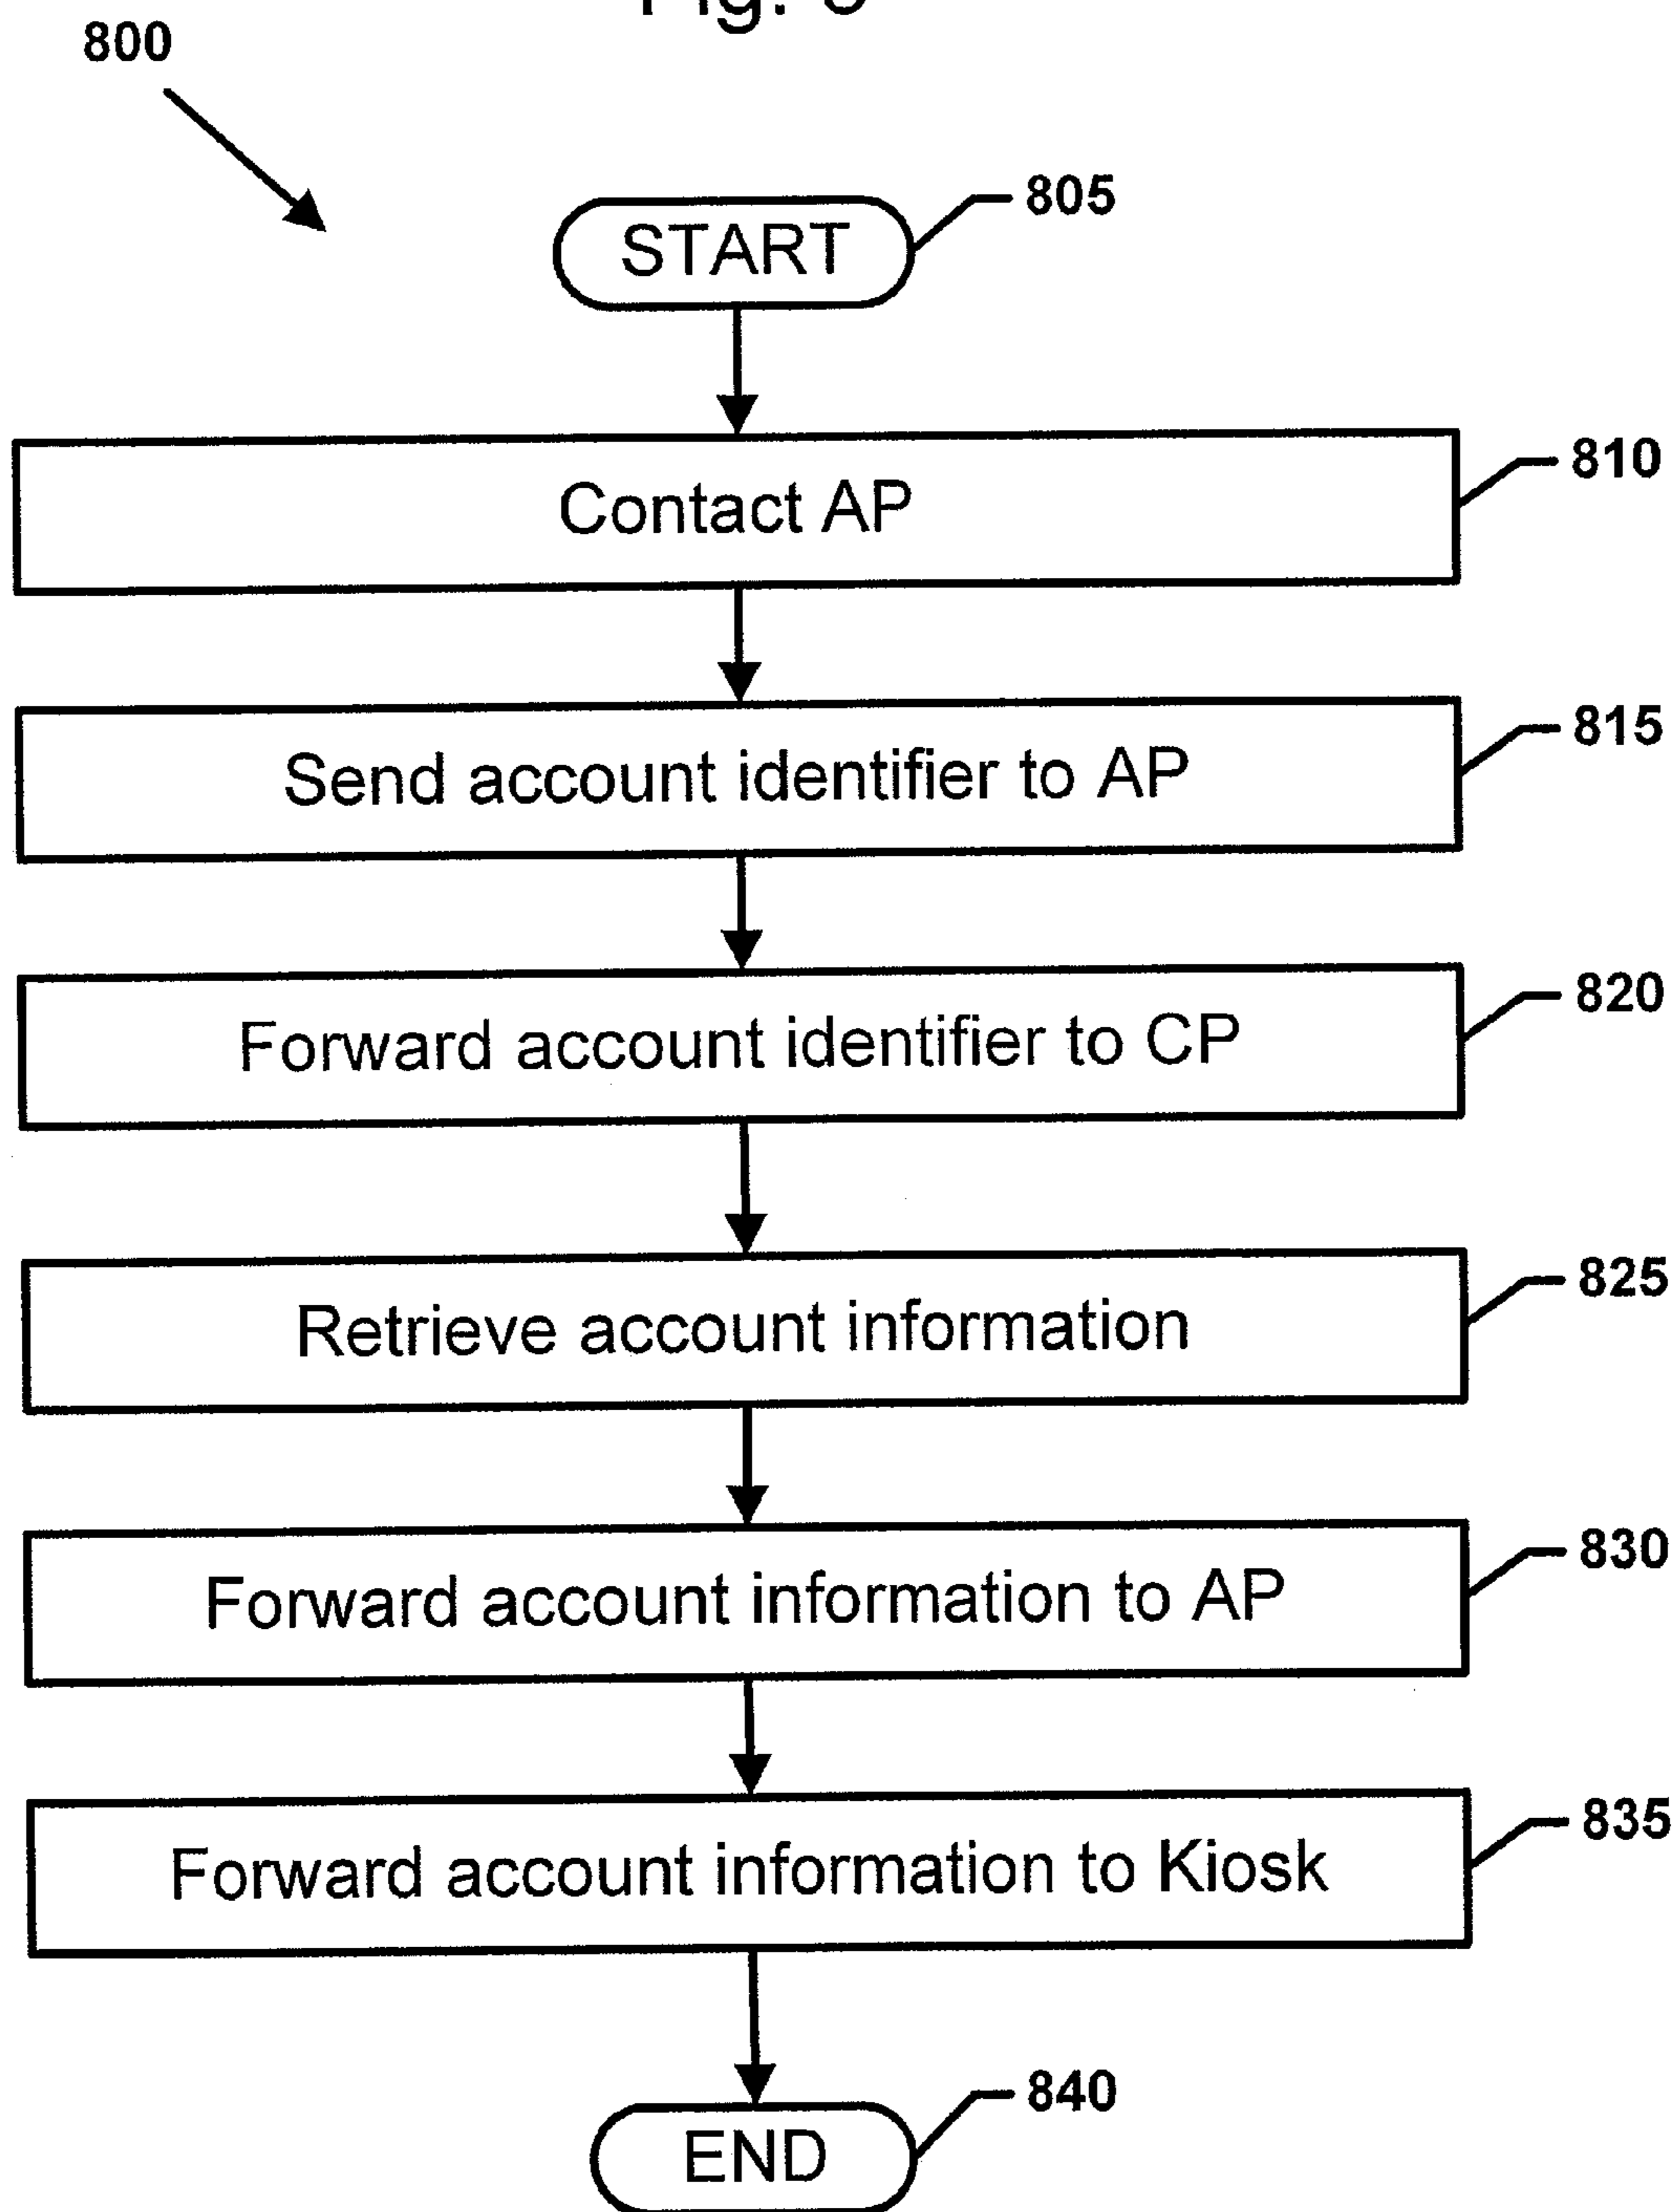 800
START
805
Contact AP
810
Send account identifier to AP
815
Forward account identifier to CP
820
Retrieve account information
825
Forward account information to AP
830
Forward account information to Kiosk
835
840
END